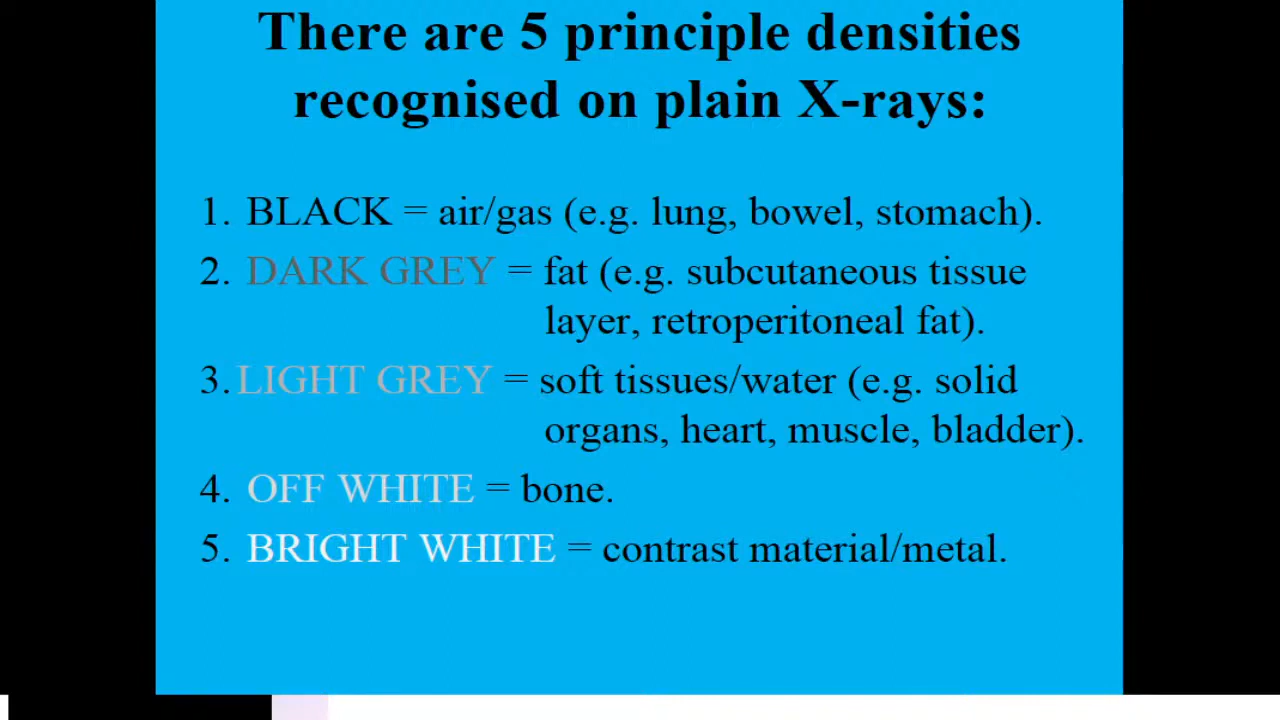 There are 5 principle densities
recognised on plain X-rays:
1. BLACK = air/gas (e.g. lung, bowel, stomach).
2. DARK GREY = fat (e.g. subcutaneous tissue
layer, retroperitoneal fat).
3. LIGHT GREY = soft tissues/water (e.g. solid
organs, heart, muscle, bladder).
4. OFF WHITE = bone.
5. BRIGHT WHITE = contrast material/metal.